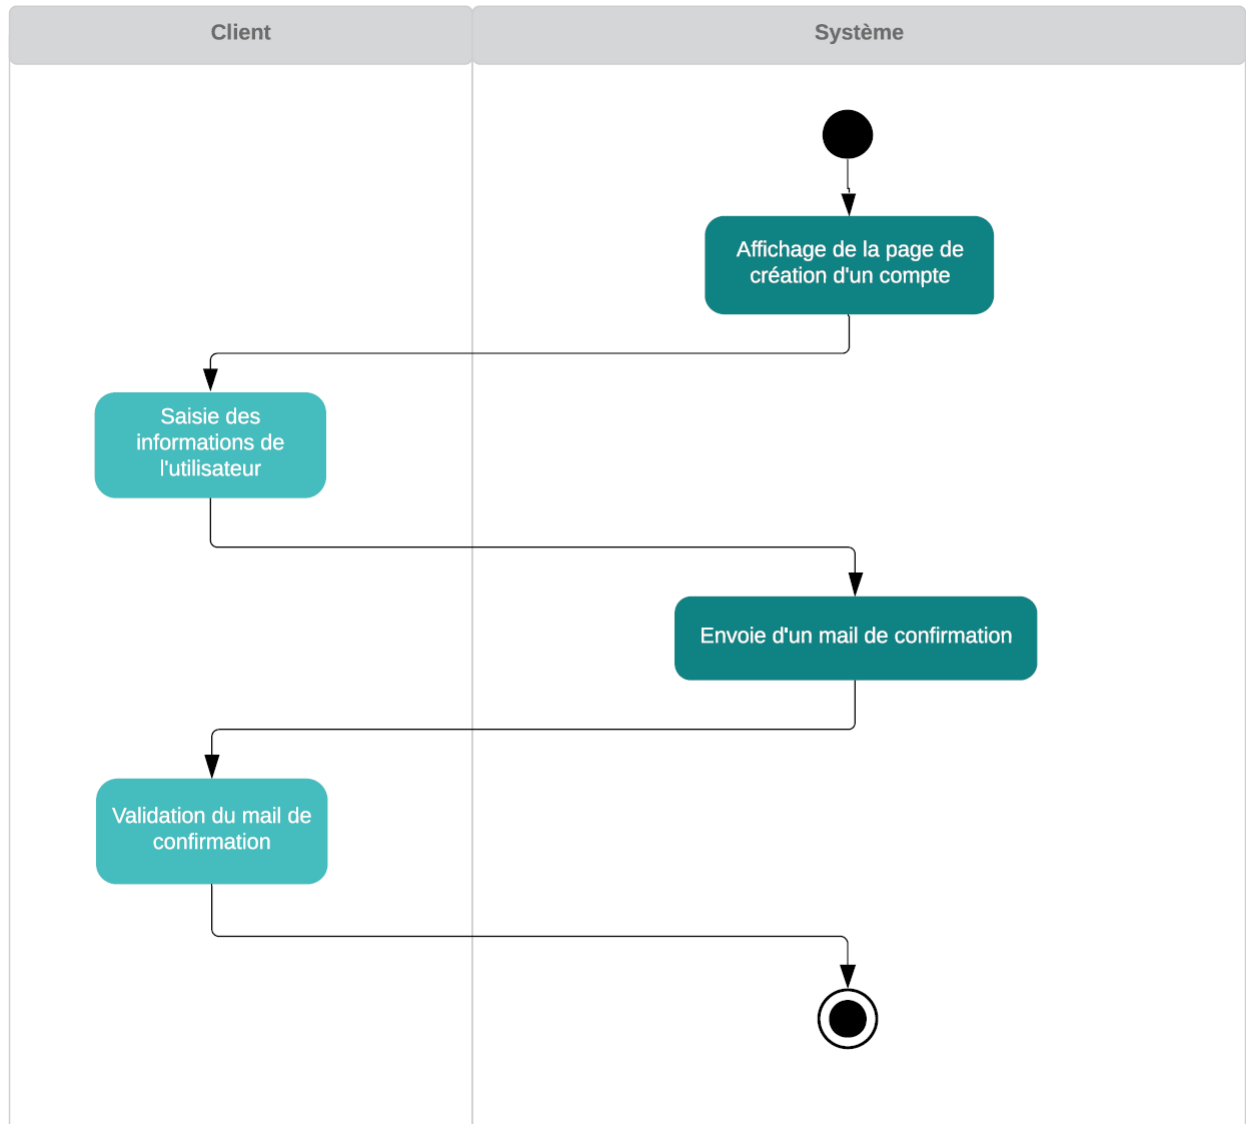 Client
Système
Affichage de la page de
création d'un compte
Saisie des
informations de
l'utilisateur
Envoie d'un mail de confirmation
Validation du mail de
confirmation